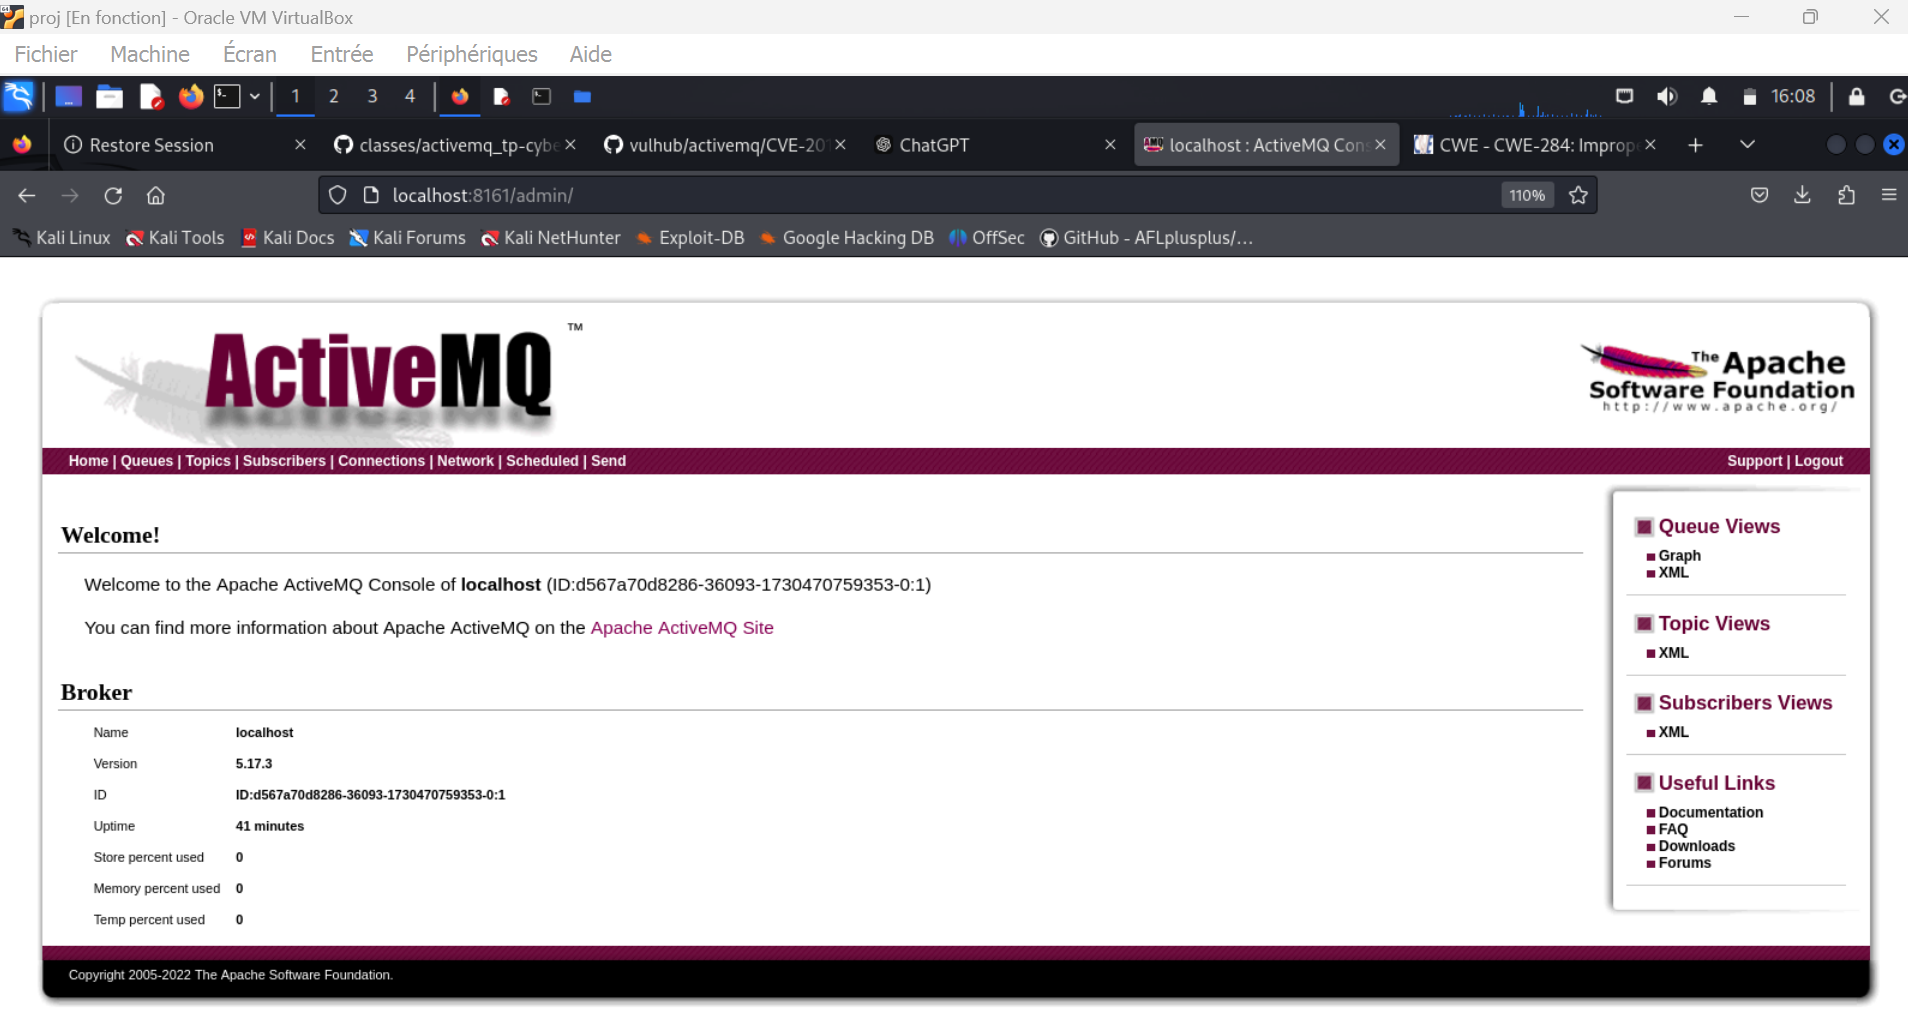 proj [En fonction] - Oracle VM VirtualBox
Fichier Machine Écran Entrée Périphériques Aide
1 2 3 4 16:08
Restore Session classes/activemq_tp-cybe vulhub/activemq/CVE-201 ChatGPT localhost : ActiveMQ Cons CWE - CWE-284: Imprope
localhost:8161/admin/ 110%
Kali Linux Kali Tools Kali Docs Kali Forums Kali NetHunter Exploit-DB Google Hacking DB OffSec GitHub - AFLplusplus/...
ActiveMQ TM
The Apache
Software Foundation
http://www.apache.org/
Home | Queues | Topics | Subscribers | Connections | Network | Scheduled | Send
Support | Logout
Welcome!
Welcome to the Apache ActiveMQ Console of localhost (ID:d567a70d8286-36093-1730470759353-0:1)
You can find more information about Apache ActiveMQ on the Apache ActiveMQ Site
Broker
Name localhost
Version 5.17.3
ID ID:d567a70d8286-36093-1730470759353-0:1
Uptime 41 minutes
Store percent used 0
Memory percent used 0
Temp percent used 0
Queue Views
Graph
XML
Topic Views
XML
Subscribers Views
XML
Useful Links
Documentation
FAQ
Downloads
Forums
Copyright 2005-2022 The Apache Software Foundation.